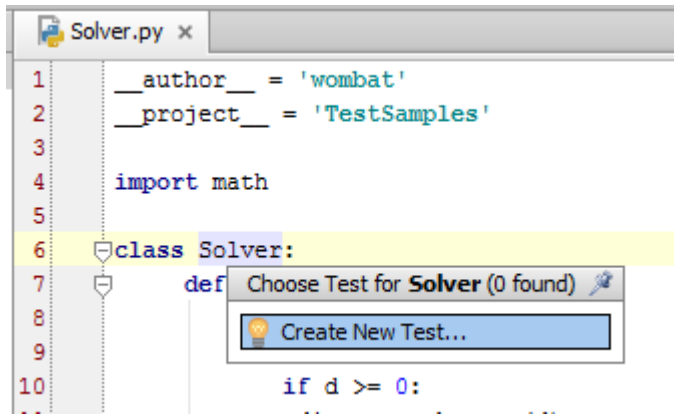 Solver.py ×
1 __author__ = 'wombat'
2 __project__ = 'TestSamples'
3
4 import math
5
6 class Solver:
7 def Choose Test for Solver (0 found)
8 Create New Test...
9
10 if d >= 0: